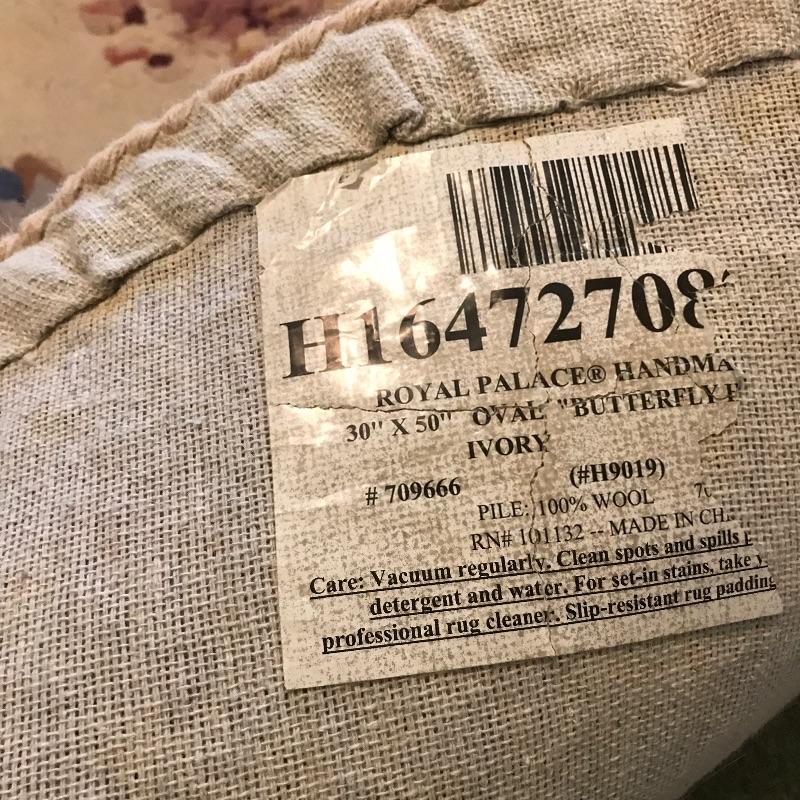 H16472708
ROYAL PALACE® HANDMA
30" X 50" OVAL "BUTTERFLY
IVORY
# 709666 (#H9019)
PILE: 100% WOOL
RN# 101132 -- MADE IN CH
Care: Vacuum regularly. Clean spots and spills
detergent and water. For set-in stains, take
professional rug cleaner. Slip-resistant rug padding